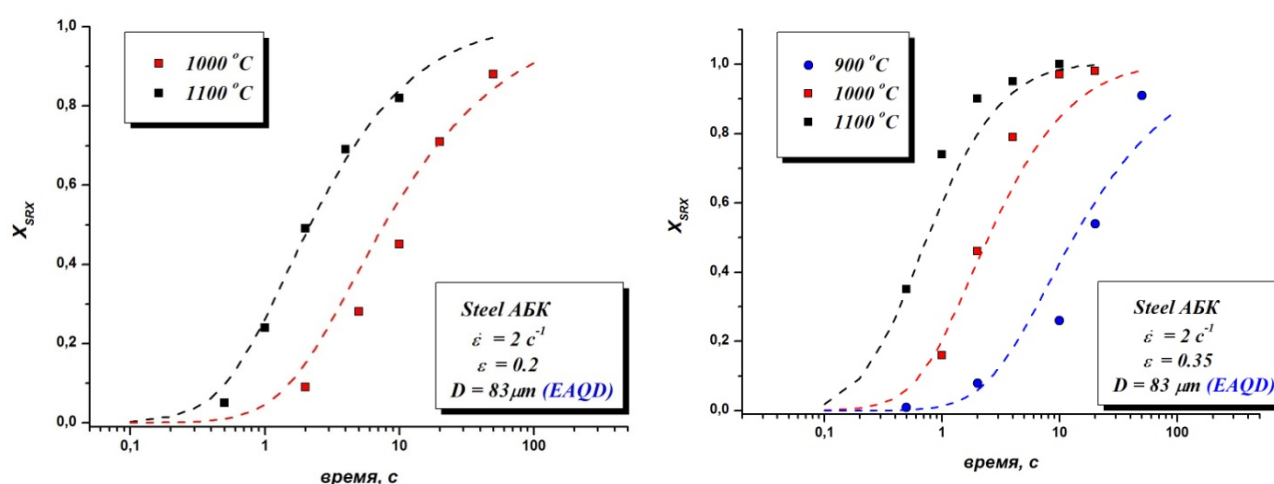 1,0
0,8
0,6
0,4
0,2
0,0
X_SRX
1000 °C
1100 °C
Steel АБК
ε̇ = 2 c⁻¹
ε = 0.2
D = 83 μm (EAQD)
0,1 1 10 100
время, с
1,0
0,8
0,6
0,4
0,2
0,0
X_SRX
900 °C
1000 °C
1100 °C
Steel АБК
ε̇ = 2 c⁻¹
ε = 0.35
D = 83 μm (EAQD)
0,1 1 10 100
время, с